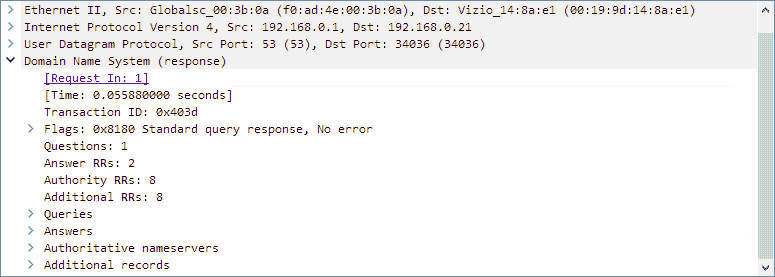 Ethernet II, Src: Globalsc_00:3b:0a (f0:ad:4e:00:3b:0a), Dst: Vizio_14:8a:e1 (00:19:9d:14:8a:e1)
Internet Protocol Version 4, Src: 192.168.0.1, Dst: 192.168.0.21
User Datagram Protocol, Src Port: 53 (53), Dst Port: 34036 (34036)
Domain Name System (response)
[Request In: 1]
[Time: 0.055880000 seconds]
Transaction ID: 0x403d
Flags: 0x8180 Standard query response, No error
Questions: 1
Answer RRs: 2
Authority RRs: 8
Additional RRs: 8
Queries
Answers
Authoritative nameservers
Additional records